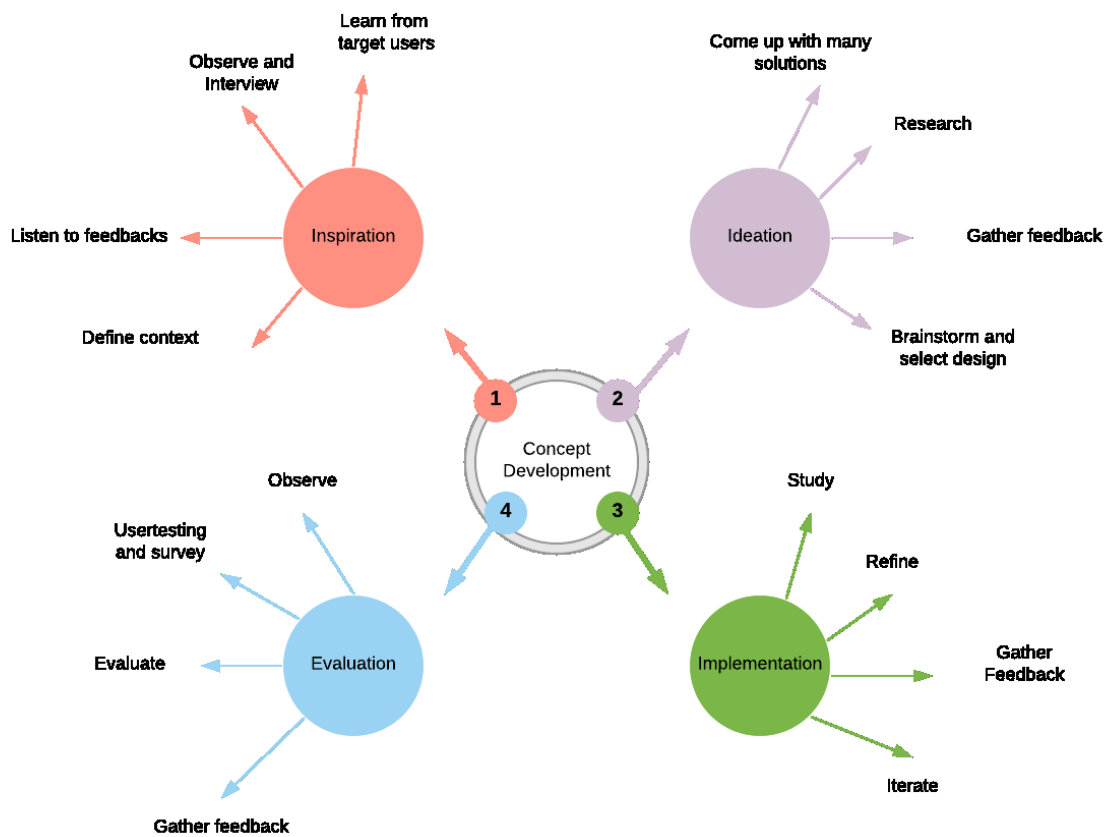 Learn from
target users
Observe and
Interview
Inspiration
Listen to feedbacks
Define context
Come up with many
solutions
Research
Ideation
Gather feedback
Brainstorm and
select design
1
2
Concept
Development
4
3
Observe
Usertesting
and survey
Evaluate
Evaluation
Gather feedback
Study
Refine
Implementation
Gather
Feedback
Iterate